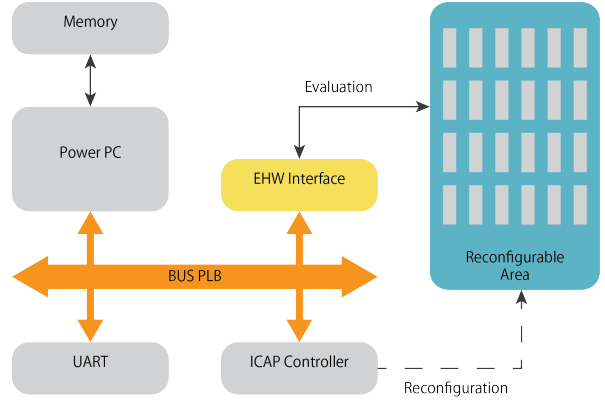 Memory
Evaluation
Power PC
EHW Interface
Reconfigurable
Area
BUS PLB
UART
ICAP Controller
Reconfiguration